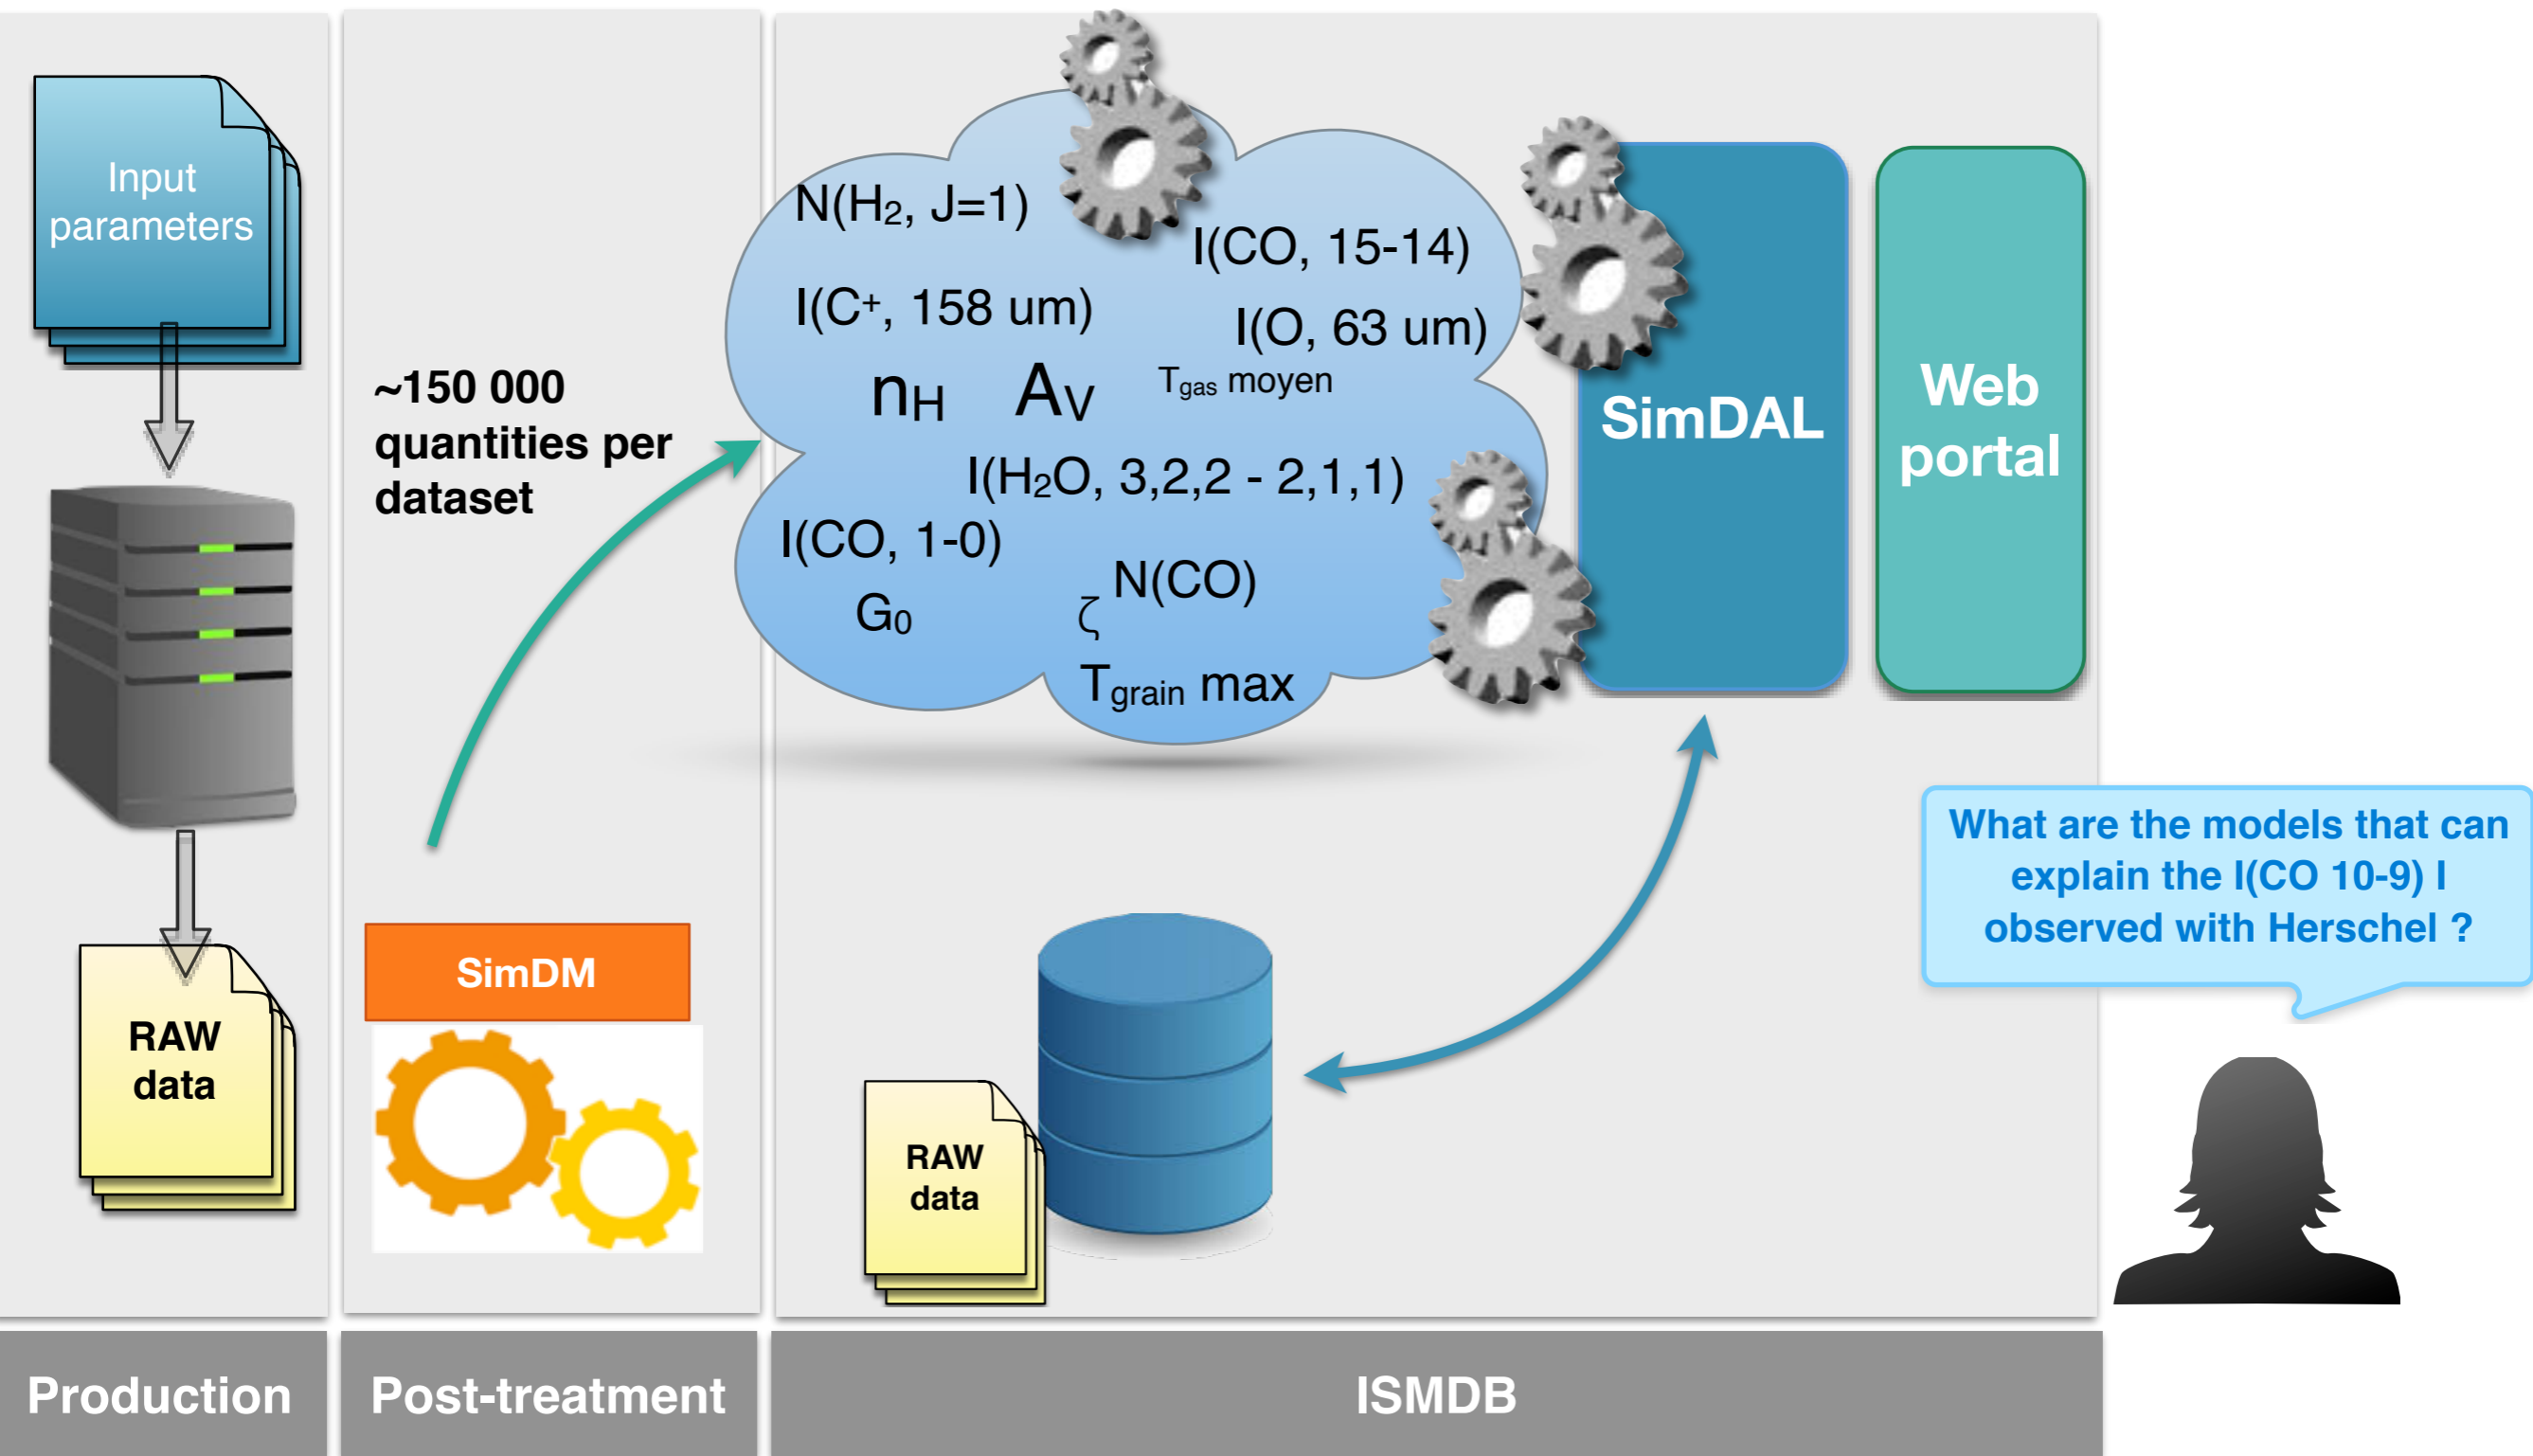 Input
parameters
RAW
data
~150 000
quantities per
dataset
SimDM
N(H₂, J=1)
I(CO, 15-14)
I(C⁺, 158 um)
I(O, 63 um)
nH AV Tgas moyen
I(H₂O, 3,2,2 - 2,1,1)
I(CO, 1-0)
N(CO)
G₀ ζ
Tgrain max
SimDAL
Web
portal
RAW
data
What are the models that can
explain the I(CO 10-9) I
observed with Herschel ?
Production
Post-treatment
ISMDB